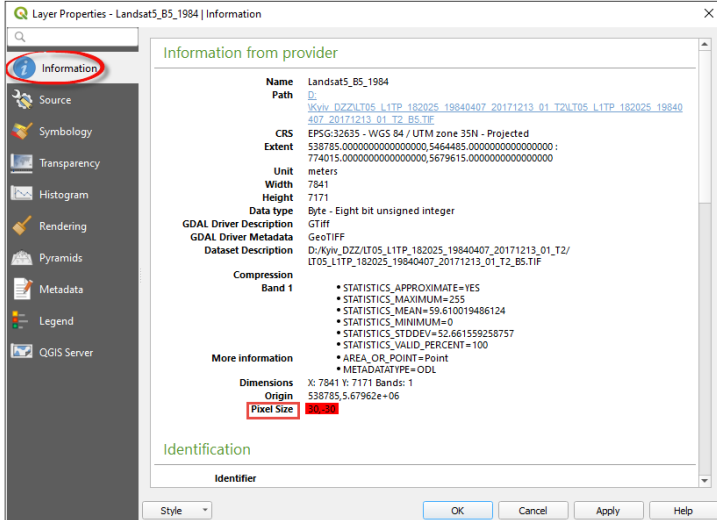 Layer Properties - Landsat5_B5_1984 | Information
Information
Source
Symbology
Transparency
Histogram
Rendering
Pyramids
Metadata
Legend
QGIS Server
Information from provider
Name Landsat5_B5_1984
Path D:
\Kyiv_DZZ\LT05_L1TP_182025_19840407_20171213_01_T2\LT05_L1TP_182025_19840
407_20171213_01_T2_B5.TIF
CRS EPSG:32635 - WGS 84 / UTM zone 35N - Projected
Extent 538785.0000000000000000,5464485.0000000000000000 :
774015.0000000000000000,5679615.0000000000000000
Unit meters
Width 7841
Height 7171
Data type Byte - Eight bit unsigned integer
GDAL Driver Description GTiff
GDAL Driver Metadata GeoTIFF
Dataset Description D:/Kyiv_DZZ/LT05_L1TP_182025_19840407_20171213_01_T2/
LT05_L1TP_182025_19840407_20171213_01_T2_B5.TIF
Compression
Band 1 • STATISTICS_APPROXIMATE=YES
• STATISTICS_MAXIMUM=255
• STATISTICS_MEAN=59.610019486124
• STATISTICS_MINIMUM=0
• STATISTICS_STDDEV=52.661559258757
• STATISTICS_VALID_PERCENT=100
More information • AREA_OR_POINT=Point
• METADATATYPE=ODL
Dimensions X: 7841 Y: 7171 Bands: 1
Origin 538785,5.67962e+06
Pixel Size 30,-30
Identification
Identifier
Style OK Cancel Apply Help